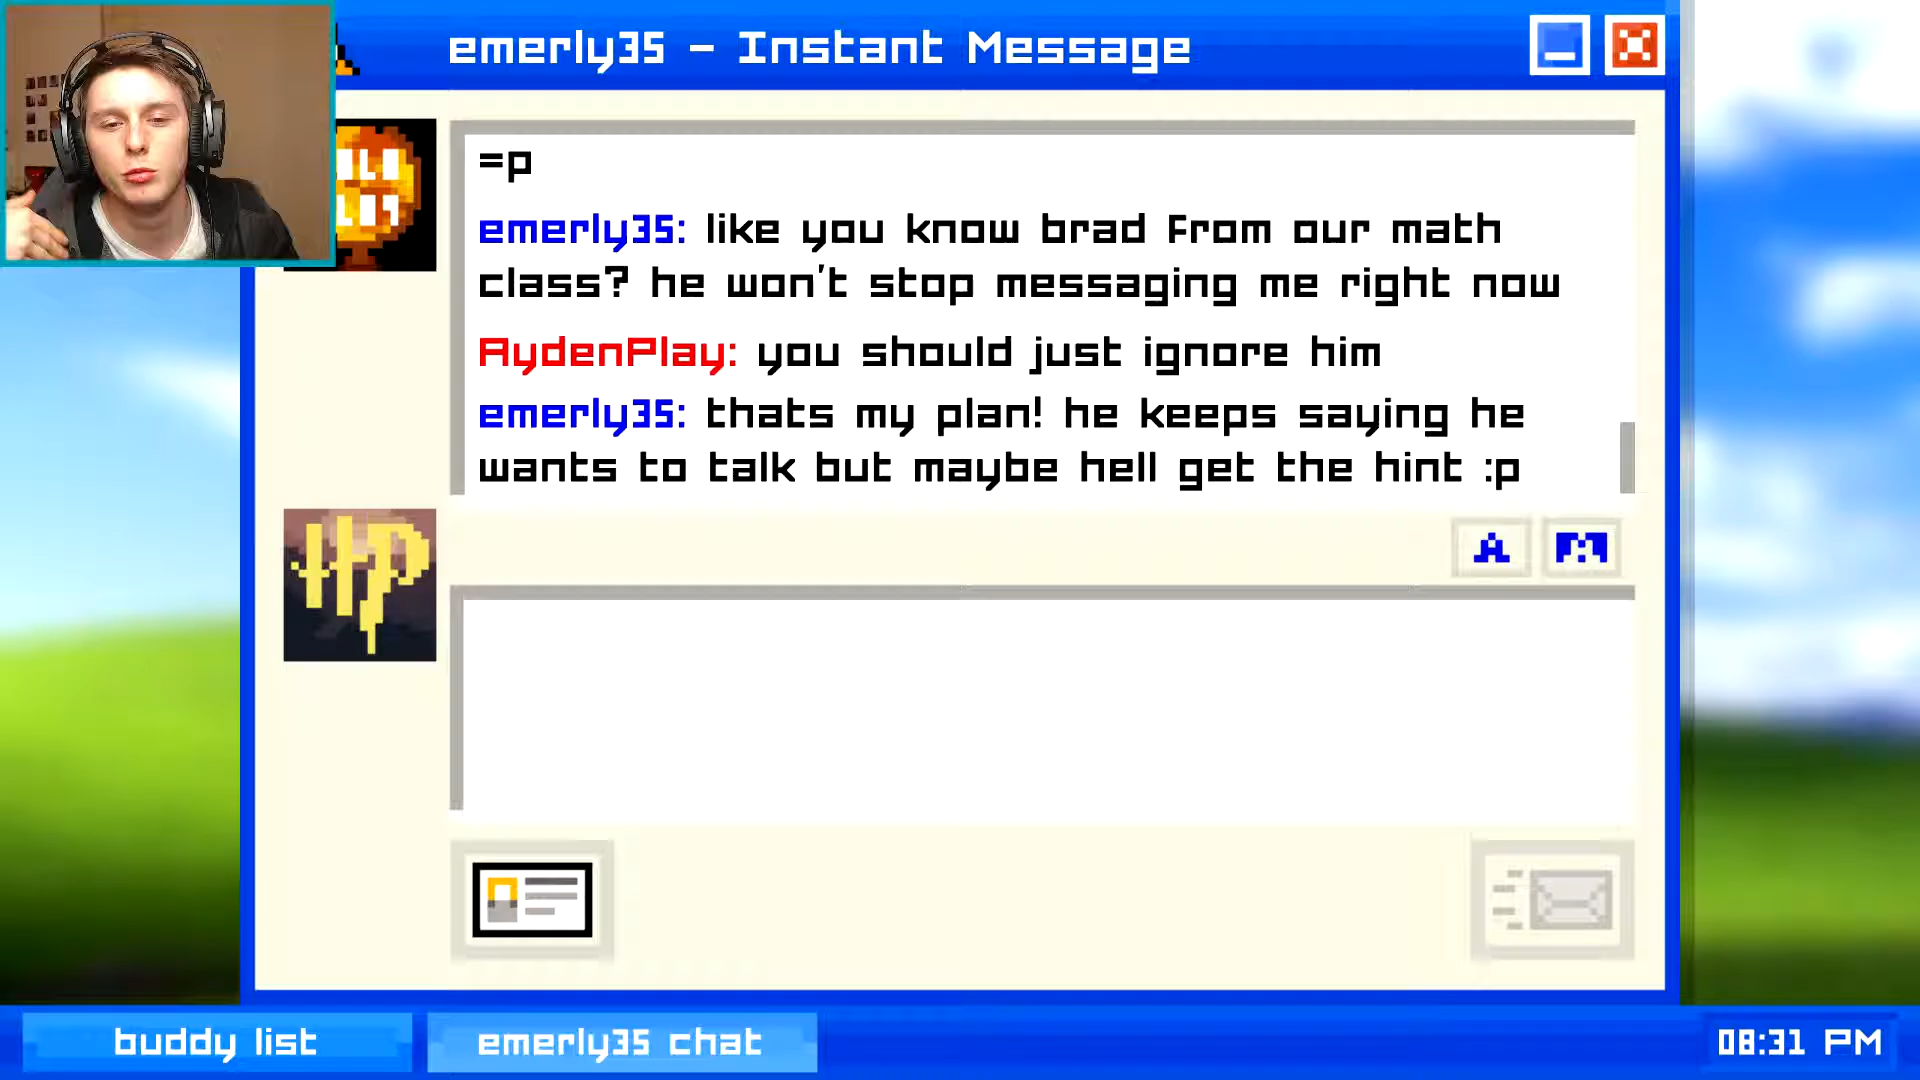 emerly35 - Instant Message
=p
emerly35: like you know brad from our math
class? he won't stop messaging me right now
AydenPlay: you should just ignore him
emerly35: thats my plan! he keeps saying he
wants to talk but maybe hell get the hint :p
HP
A
buddy list
emerly35 chat
08:31 PM